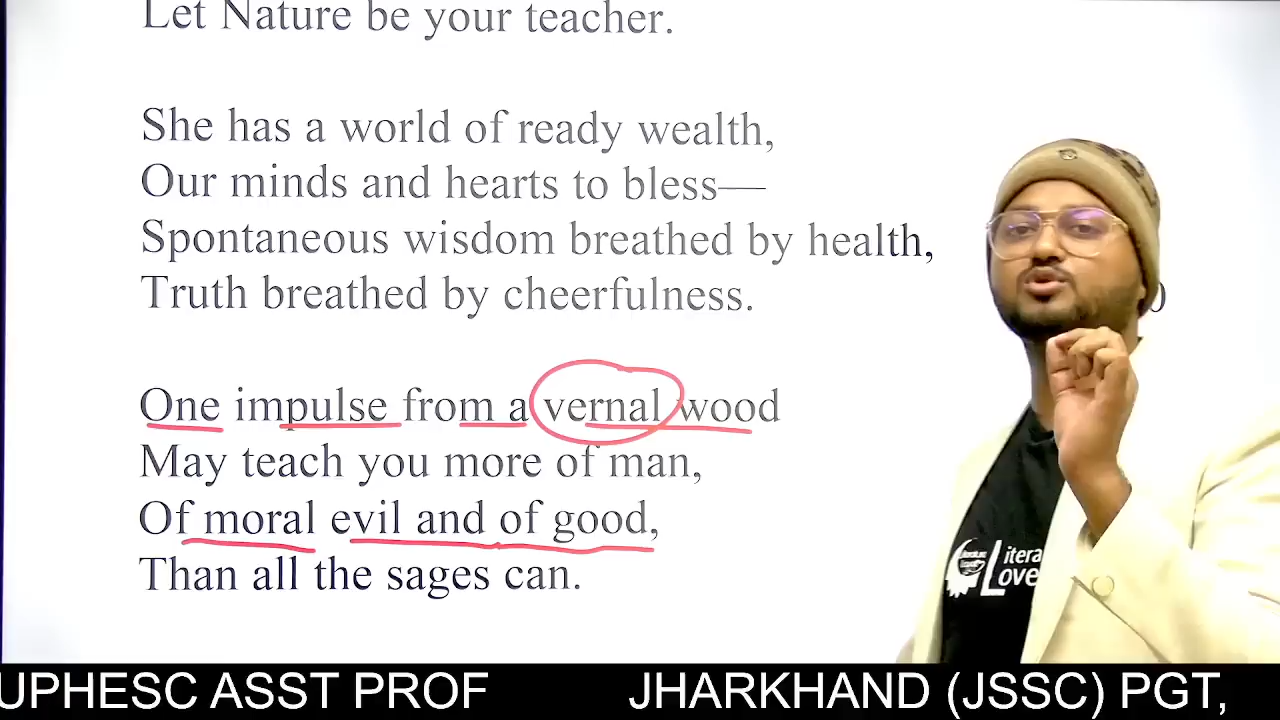 Let Nature be your teacher.
She has a world of ready wealth,
Our minds and hearts to bless—
Spontaneous wisdom breathed by health,
Truth breathed by cheerfulness.
One impulse from a vernal wood
May teach you more of man,
Of moral evil and of good,
Than all the sages can.
Litera
Love
UPHESC ASST PROF JHARKHAND (JSSC) PGT,